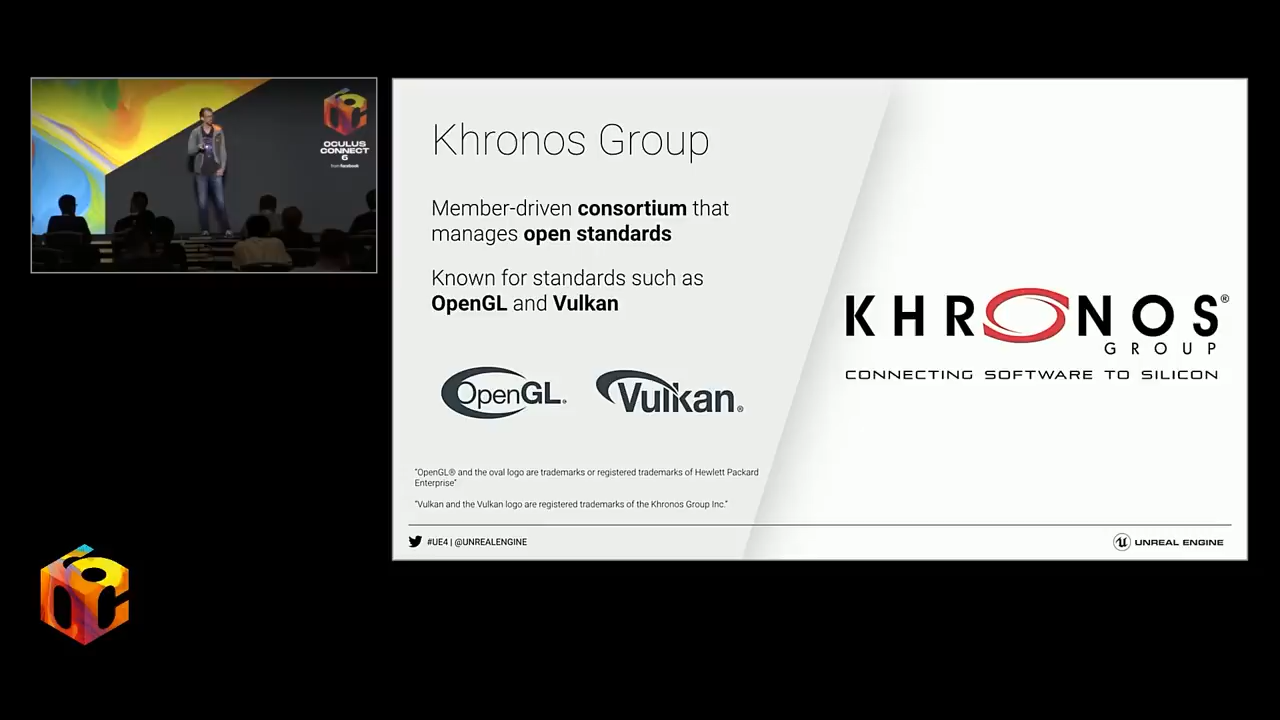 OCULUS
CONNECT
6
from facebook
Khronos Group
Member-driven consortium that
manages open standards
Known for standards such as
OpenGL and Vulkan
OpenGL®
Vulkan®
"OpenGL® and the oval logo are trademarks or registered trademarks of Hewlett Packard
Enterprise"
"Vulkan and the Vulkan logo are registered trademarks of the Khronos Group Inc."
KHRONOS®
GROUP
CONNECTING SOFTWARE TO SILICON
#UE4 | @UNREALENGINE
UNREAL ENGINE